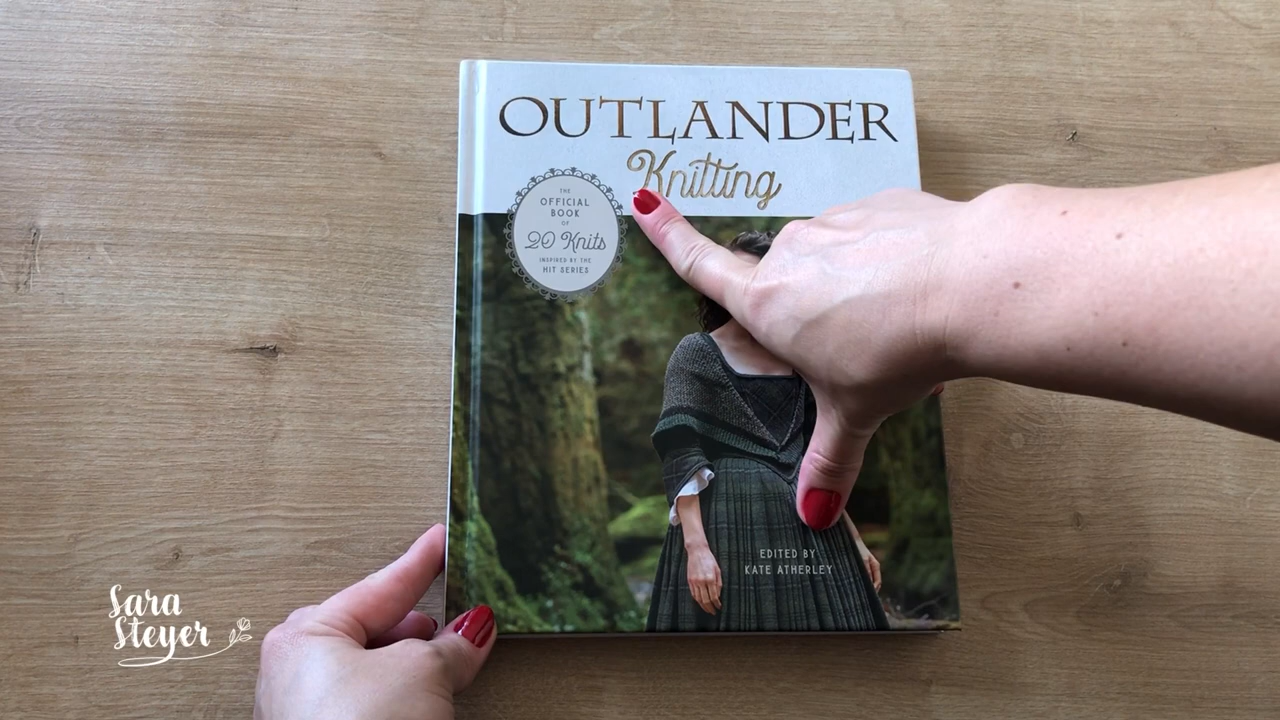 OUTLANDER
Knitting
THE
OFFICIAL
BOOK
OF
20 Knits
INSPIRED BY THE
HIT SERIES
EDITED BY
KATE ATHERLEY
Sara
Steyer